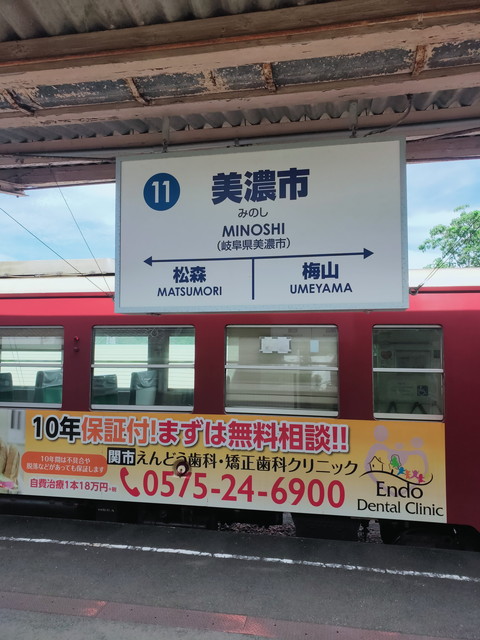 11
美濃市
みのし
MINOSHI
(岐阜県美濃市)
松森
MATSUMORI
梅山
UMEYAMA
10年保証付!まずは無料相談!!
10年間は不具合や
脱落などがあっても保証します
自費治療1本18万円+税
関市えんどう歯科・矯正歯科クリニック
0575-24-6900
Endo
Dental Clinic